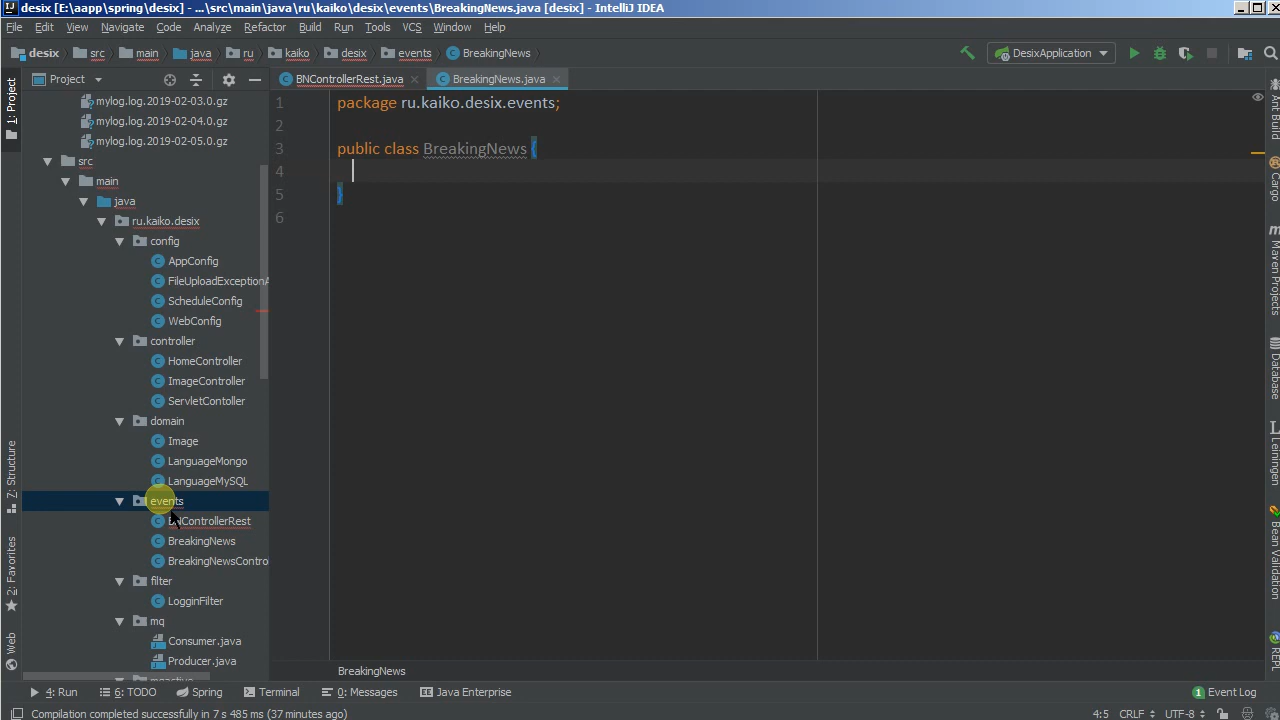 desix [E:\aapp\spring\desix] - ...\src\main\java\ru\kaiko\desix\events\BreakingNews.java [desix] - IntelliJ IDEA
File Edit View Navigate Code Analyze Refactor Build Run Tools VCS Window Help
desix src main java ru kaiko desix events BreakingNews DesixApplication
1: Project
Project
BNControllerRest.java BreakingNews.java
mylog.log.2019-02-03.0.gz
mylog.log.2019-02-04.0.gz
mylog.log.2019-02-05.0.gz
src
main
java
ru.kaiko.desix
config
AppConfig
FileUploadExceptionA
ScheduleConfig
WebConfig
controller
HomeController
ImageController
ServletContoller
domain
Image
LanguageMongo
LanguageMySQL
events
BNControllerRest
BreakingNews
BreakingNewsContro
filter
LogginFilter
mq
Consumer.java
Producer.java
1 package ru.kaiko.desix.events;
2
3 public class BreakingNews {
4
5 }
6
BreakingNews
Z: Structure
2: Favorites
Web
Ant Build
Cargo
Maven Projects
Database
Leiningen
REPL
4: Run 6: TODO Spring Terminal 0: Messages Java Enterprise 1 Event Log
Compilation completed successfully in 7 s 485 ms (37 minutes ago) 4:5 CRLF UTF-8